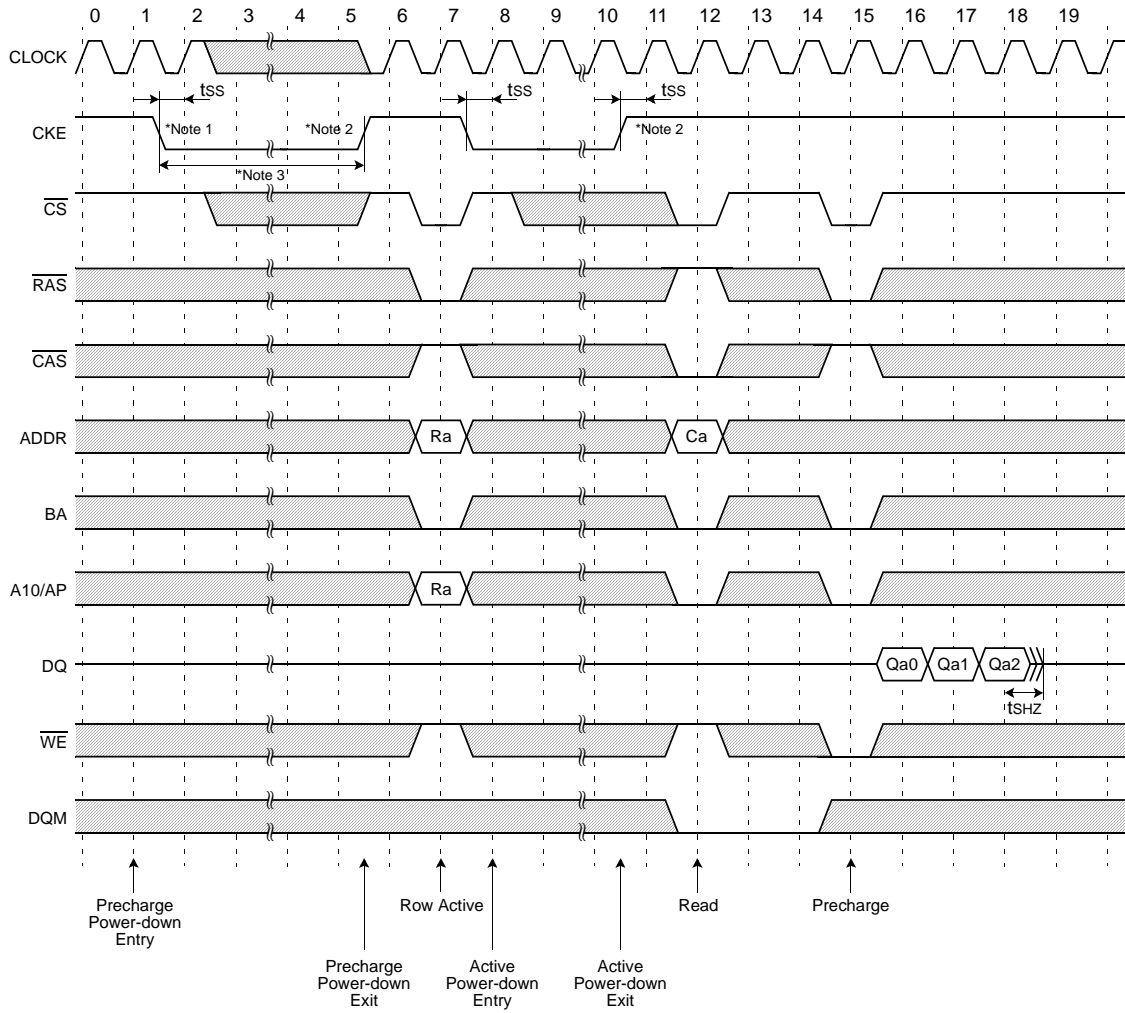 0 1 2 3 4 5 6 7 8 9 10 11 12 13 14 15 16 17 18 19
CLOCK
tSS tSS tSS
CKE *Note 1 *Note 2 *Note 2
*Note 3
CS
RAS
CAS
ADDR Ra Ca
BA
A10/AP Ra
DQ Qa0 Qa1 Qa2
tSHZ
WE
DQM
Precharge
Power-down
Entry
Row Active
Read
Precharge
Precharge
Power-down
Exit
Active
Power-down
Entry
Active
Power-down
Exit